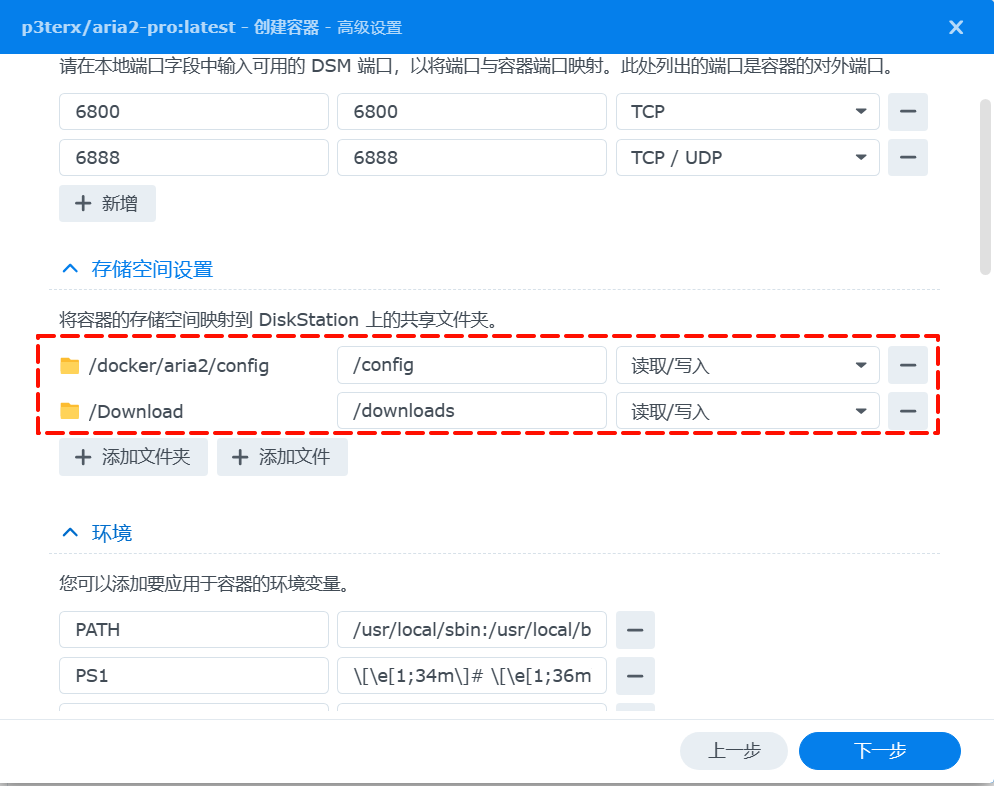 p3terx/aria2-pro:latest - 创建容器 - 高级设置
请在本地端口字段中输入可用的 DSM 端口，以将端口与容器端口映射。此处列出的端口是容器的对外端口。
6800 6800 TCP
6888 6888 TCP / UDP
新增
存储空间设置
将容器的存储空间映射到 DiskStation 上的共享文件夹。
/docker/aria2/config /config 读取/写入
/Download /downloads 读取/写入
添加文件夹 添加文件
环境
您可以添加要应用于容器的环境变量。
PATH /usr/local/sbin:/usr/local/b
PS1 \[\e[1;34m\]# \[\e[1;36m
上一步 下一步